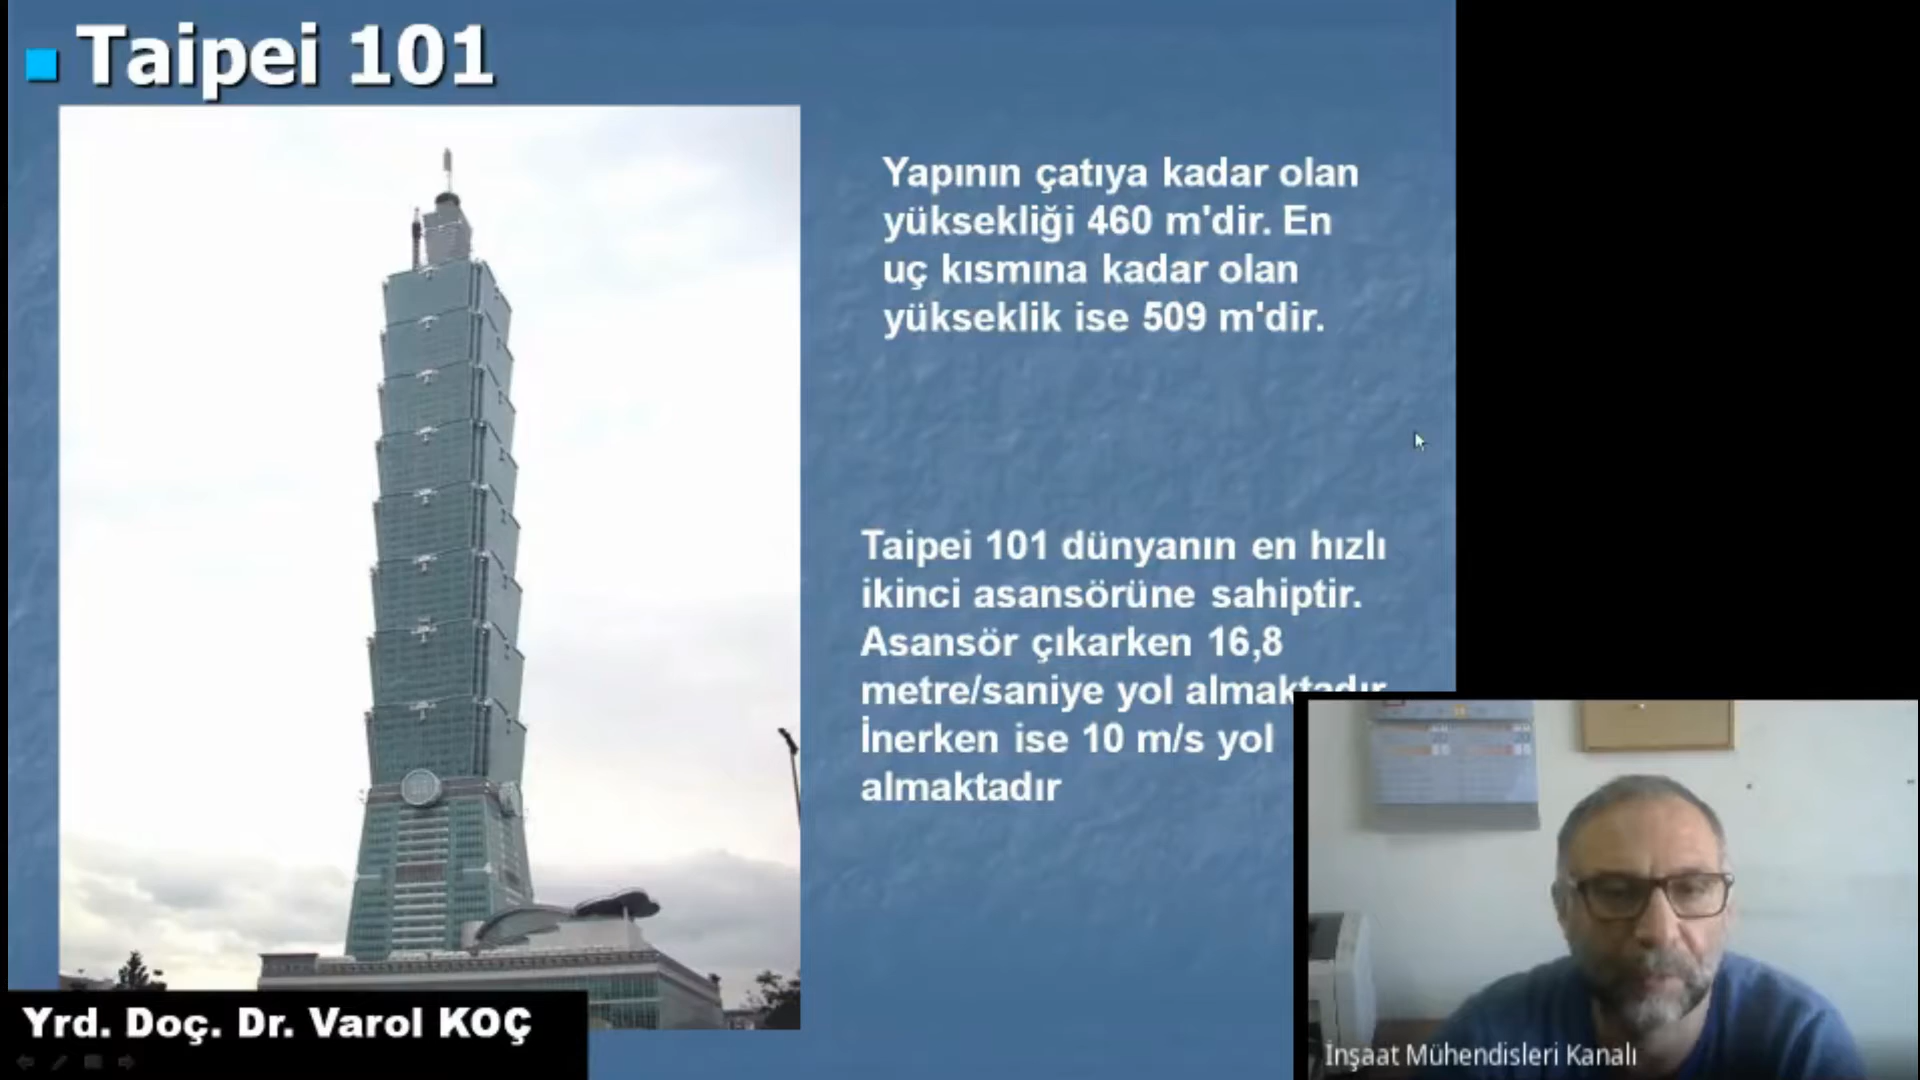 Taipei 101
Yapının çatıya kadar olan
yüksekliği 460 m'dir. En
uç kısmına kadar olan
yükseklik ise 509 m'dir.
Taipei 101 dünyanın en hızlı
ikinci asansörüne sahiptir.
Asansör çıkarken 16,8
metre/saniye yol almaktadır
İnerken ise 10 m/s yol
almaktadır
Yrd. Doç. Dr. Varol KOÇ
İnşaat Mühendisleri Kanalı